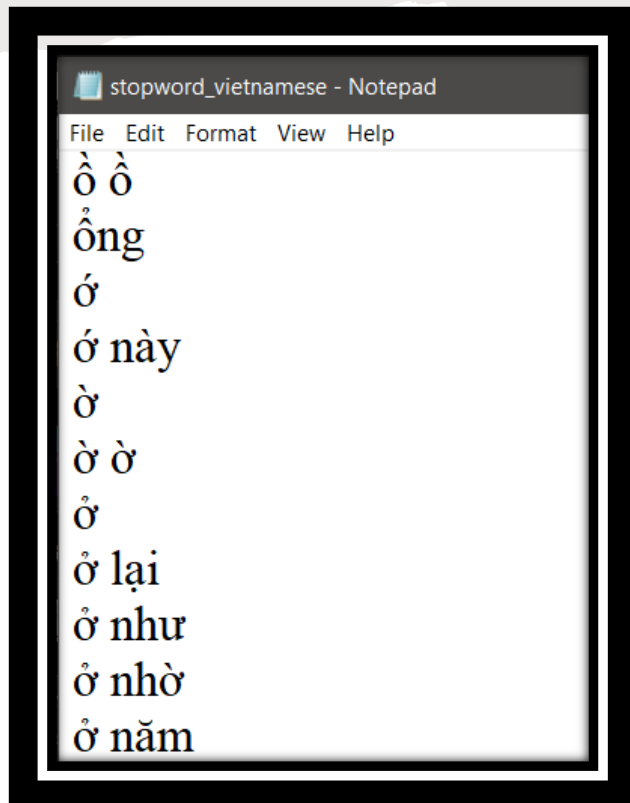 stopword_vietnamese - Notepad
File Edit Format View Help
ồ ồ
ổng
ớ
ớ này
ờ
ờ ờ
ở
ở lại
ở như
ở nhờ
ở năm